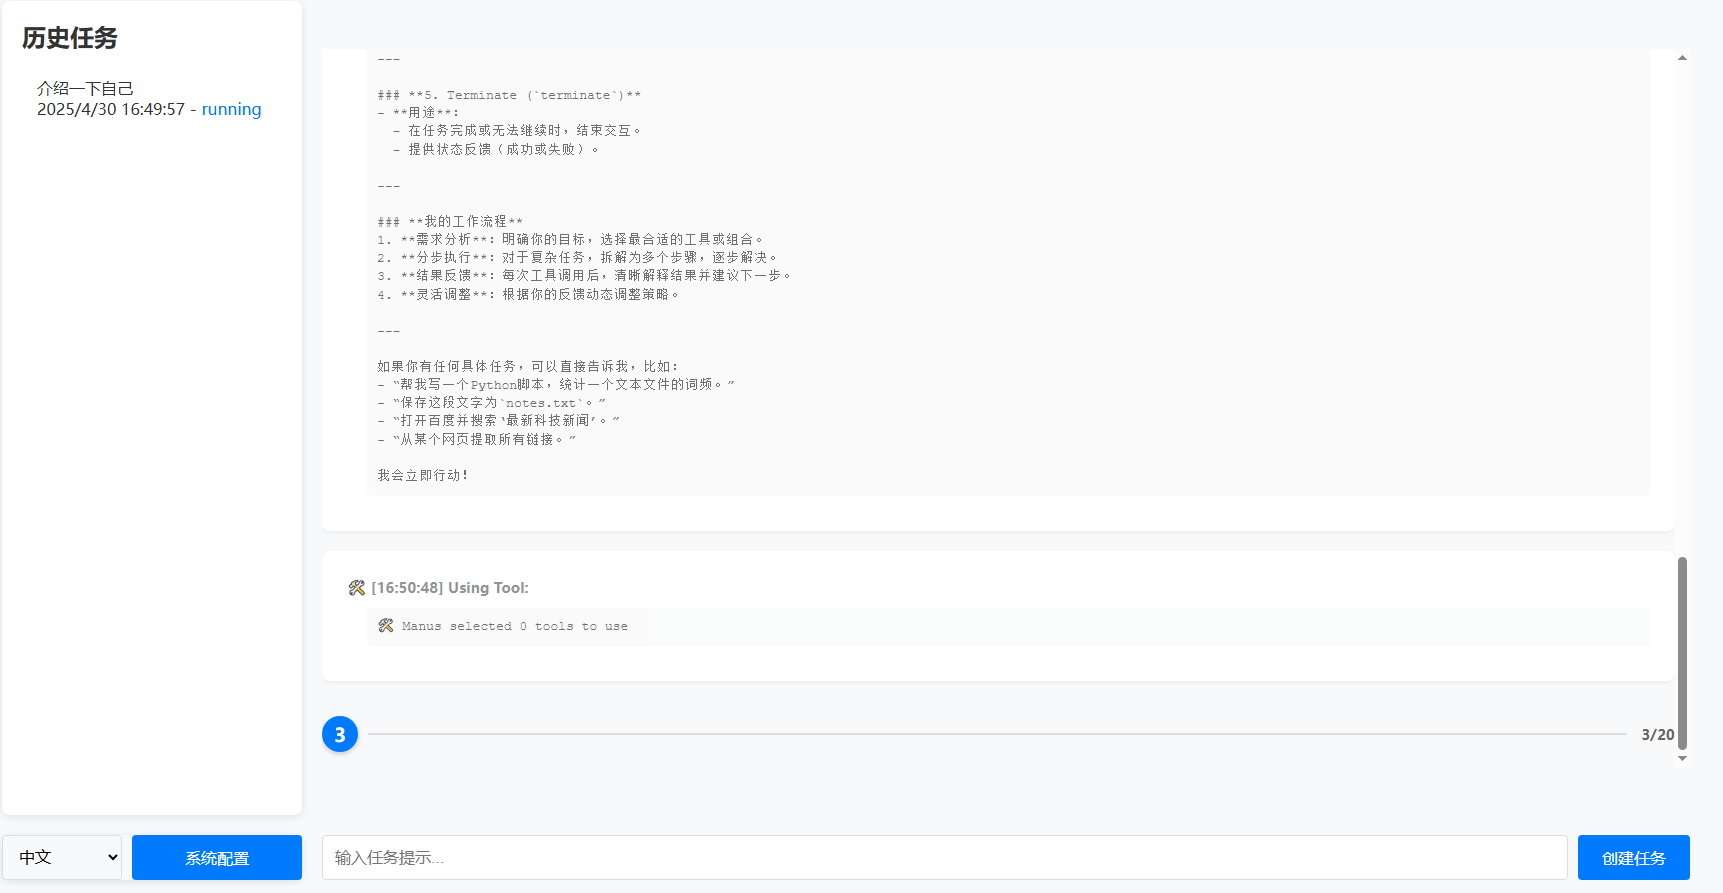 历史任务
介绍一下自己
2025/4/30 16:49:57 - running
---
### **5. Terminate (`terminate`)**
- **用途**:
- 在任务完成或无法继续时，结束交互。
- 提供状态反馈（成功或失败）。
---
### **我的工作流程**
1. **需求分析**: 明确你的目标，选择最合适的工具或组合。
2. **分步执行**: 对于复杂任务，拆解为多个步骤，逐步解决。
3. **结果反馈**: 每次工具调用后，清晰解释结果并建议下一步。
4. **灵活调整**: 根据你的反馈动态调整策略。
---
如果你有任何具体任务，可以直接告诉我，比如:
- “帮我写一个Python脚本，统计一个文本文件的词频。”
- “保存这段文字为`notes.txt`。”
- “打开百度并搜索‘最新科技新闻’。”
- “从某个网页提取所有链接。”
我会立即行动!
[16:50:48] Using Tool:
Manus selected 0 tools to use
3
3/20
中文
系统配置
输入任务提示...
创建任务